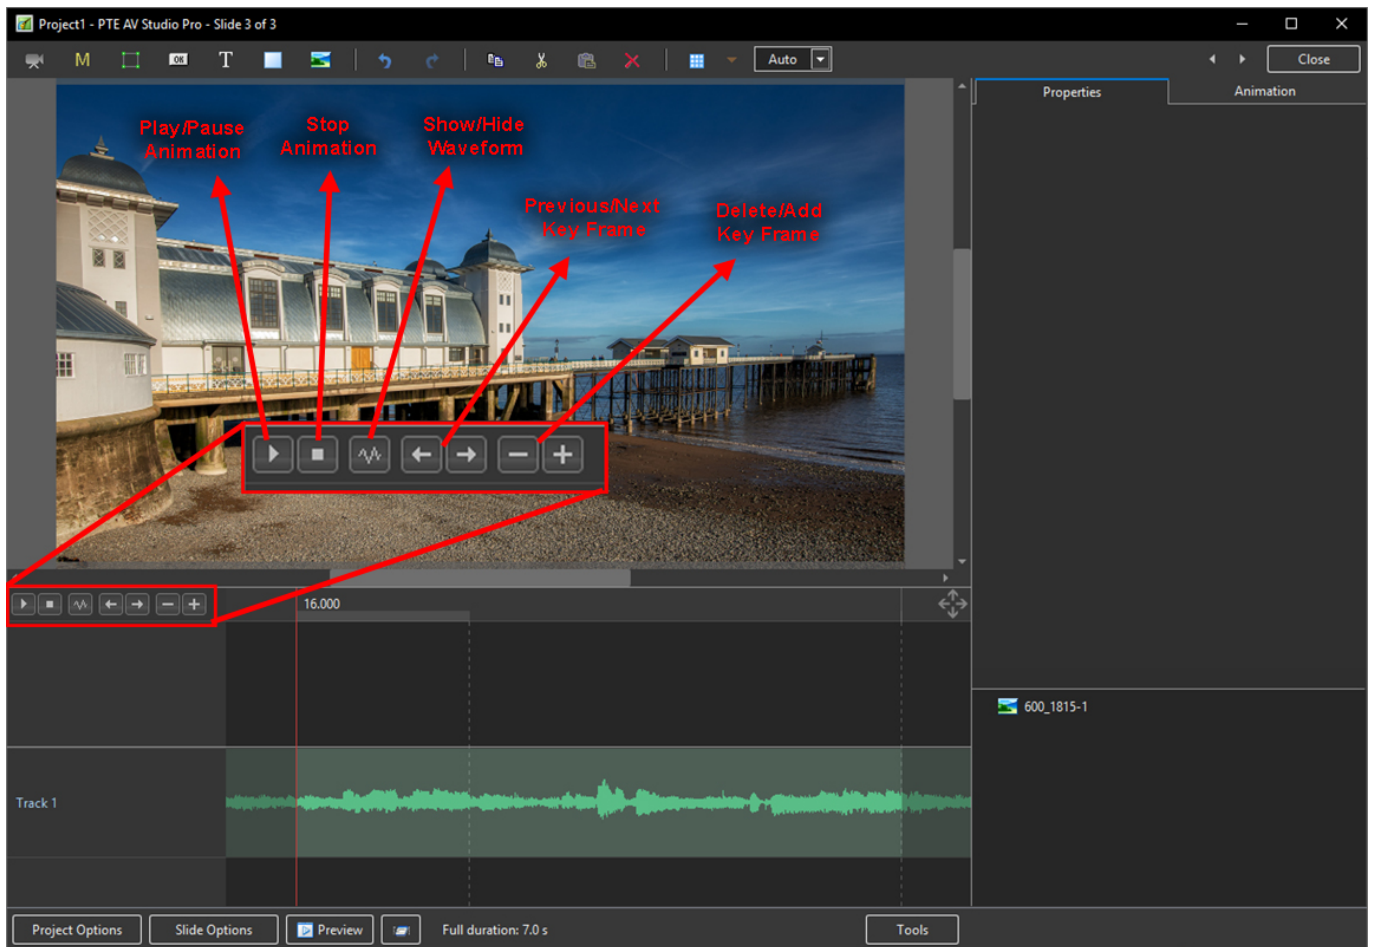 Project1 - PTE AV Studio Pro - Slide 3 of 3
M
OK
T
Auto
Close
Properties
Animation
Play/Pause
Animation
Stop
Animation
Show/Hide
Waveform
Previous/Next
Key Frame
Delete/Add
Key Frame
16.000
600_1815-1
Track 1
Project Options
Slide Options
Preview
Full duration: 7.0 s
Tools